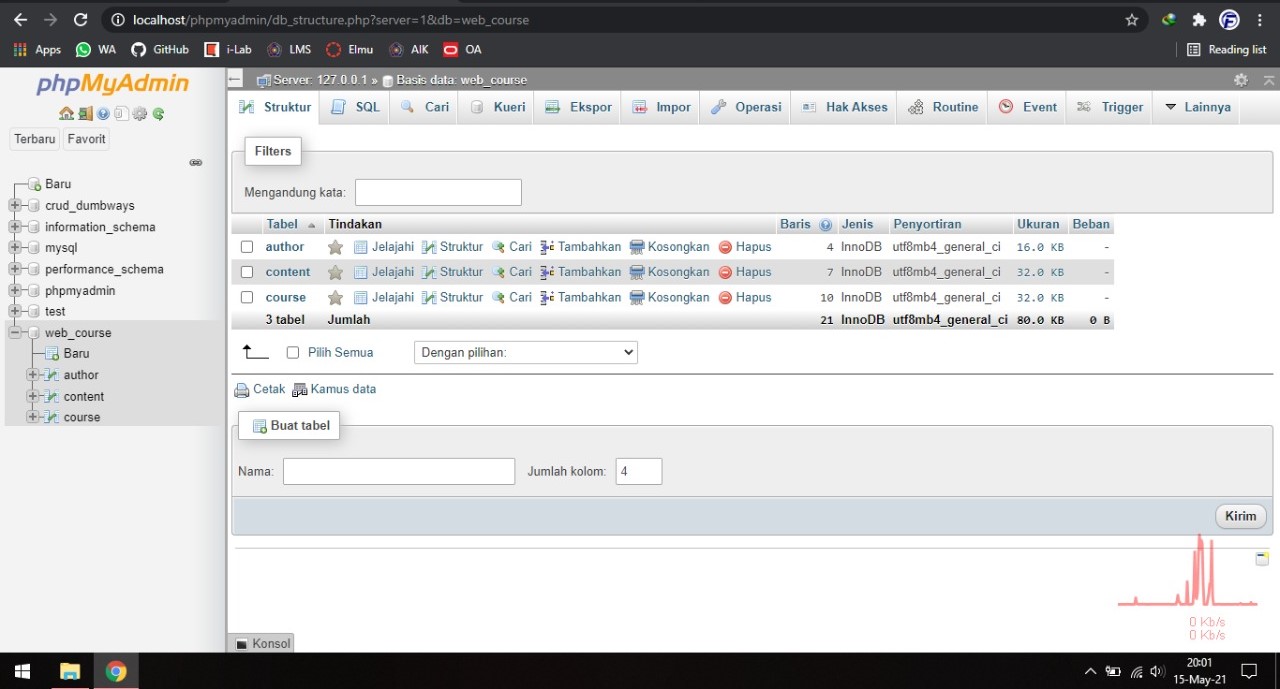 localhost/phpmyadmin/db_structure.php?server=1&db=web_course
Apps WA GitHub i-Lab LMS Elmu AIK OA Reading list
phpMyAdmin
Terbaru Favorit
Baru
crud_dumbways
information_schema
mysql
performance_schema
phpmyadmin
test
web_course
Baru
author
content
course
Server: 127.0.0.1 » Basis data: web_course
Struktur SQL Cari Kueri Ekspor Impor Operasi Hak Akses Routine Event Trigger Lainnya
Filters
Mengandung kata:
Tabel Tindakan Baris Jenis Penyortiran Ukuran Beban
author Jelajahi Struktur Cari Tambahkan Kosongkan Hapus 4 InnoDB utf8mb4_general_ci 16.0 KB -
content Jelajahi Struktur Cari Tambahkan Kosongkan Hapus 7 InnoDB utf8mb4_general_ci 32.0 KB -
course Jelajahi Struktur Cari Tambahkan Kosongkan Hapus 10 InnoDB utf8mb4_general_ci 32.0 KB -
3 tabel Jumlah 21 InnoDB utf8mb4_general_ci 80.0 KB 0 B
Pilih Semua Dengan pilihan:
Cetak Kamus data
Buat tabel
Nama: Jumlah kolom: 4
Kirim
0 Kb/s
0 Kb/s
Konsol
20:01
15-May-21